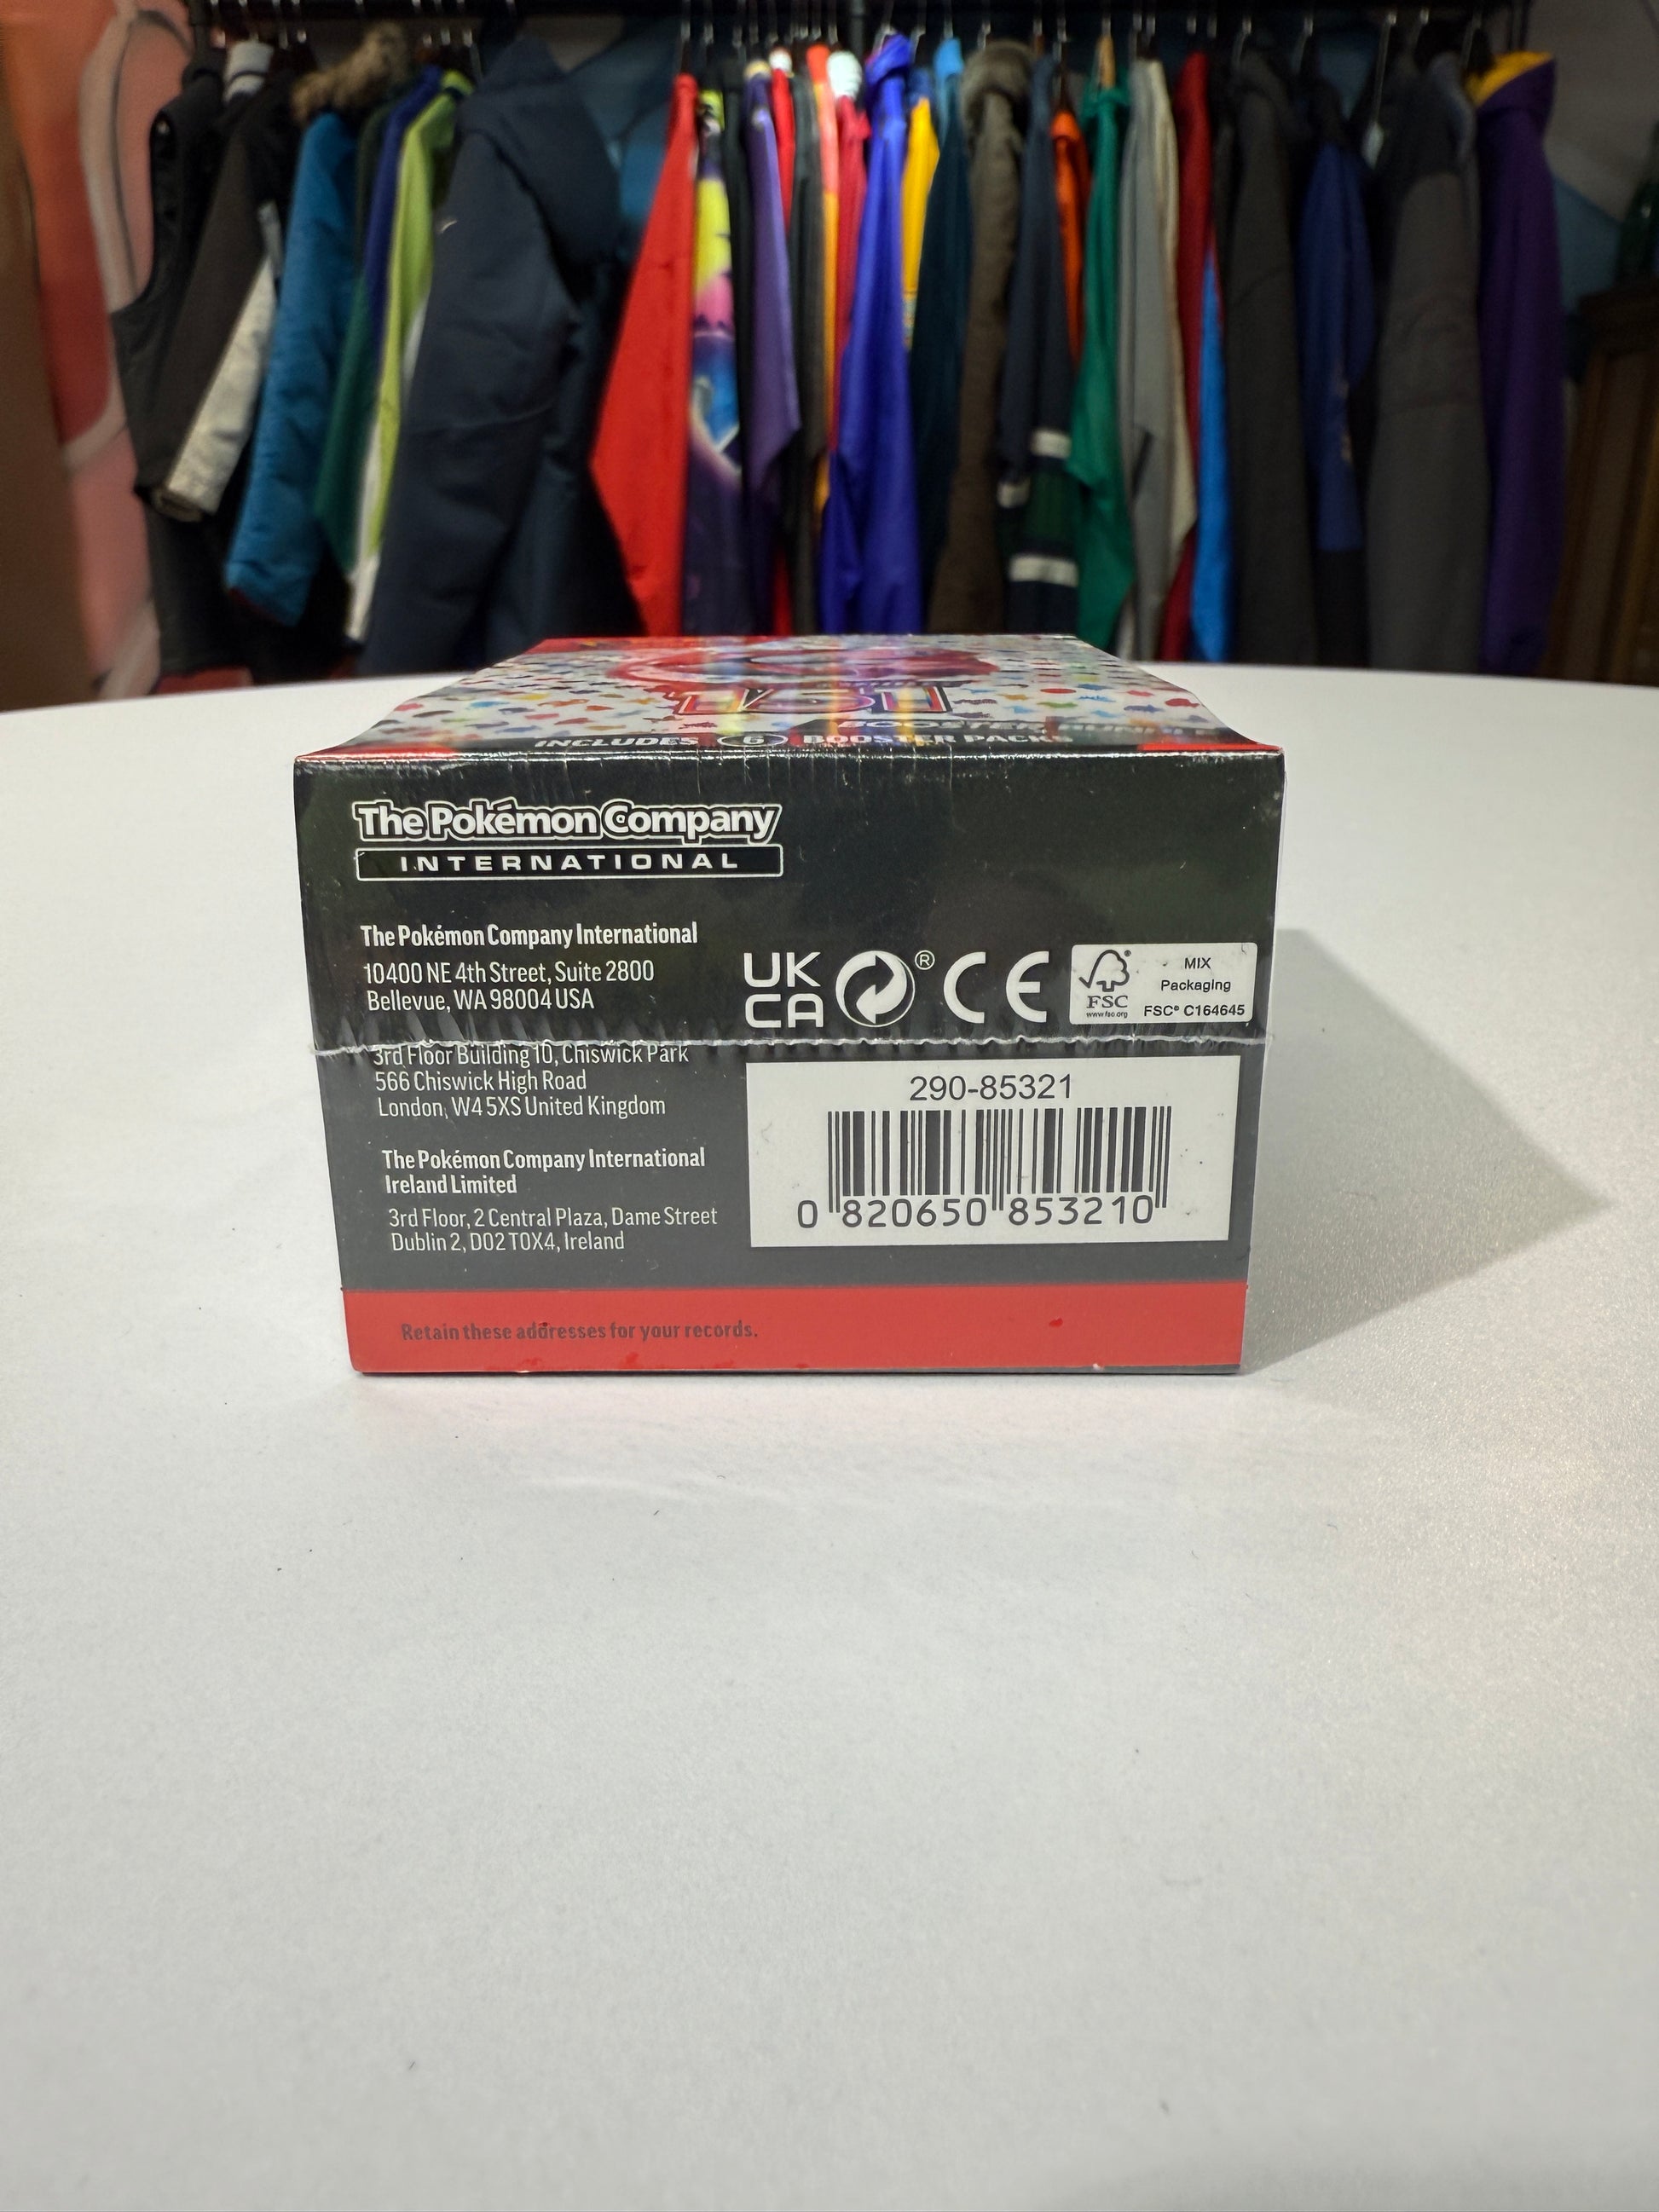 151
BOOSTER BUNDLE
INCLUDES 6 BOOSTER PACKS
The Pokémon Company
INTERNATIONAL
The Pokémon Company International
10400 NE 4th Street, Suite 2800
Bellevue, WA 98004 USA
3rd Floor Building 10, Chiswick Park
566 Chiswick High Road
London, W4 5XS United Kingdom
The Pokémon Company International
Ireland Limited
3rd Floor, 2 Central Plaza, Dame Street
Dublin 2, D02 T0X4, Ireland
UK
CA
®
CE
FSC
www.fsc.org
MIX
Packaging
FSC® C164645
290-85321
0 820650 853210
Retain these addresses for your records.